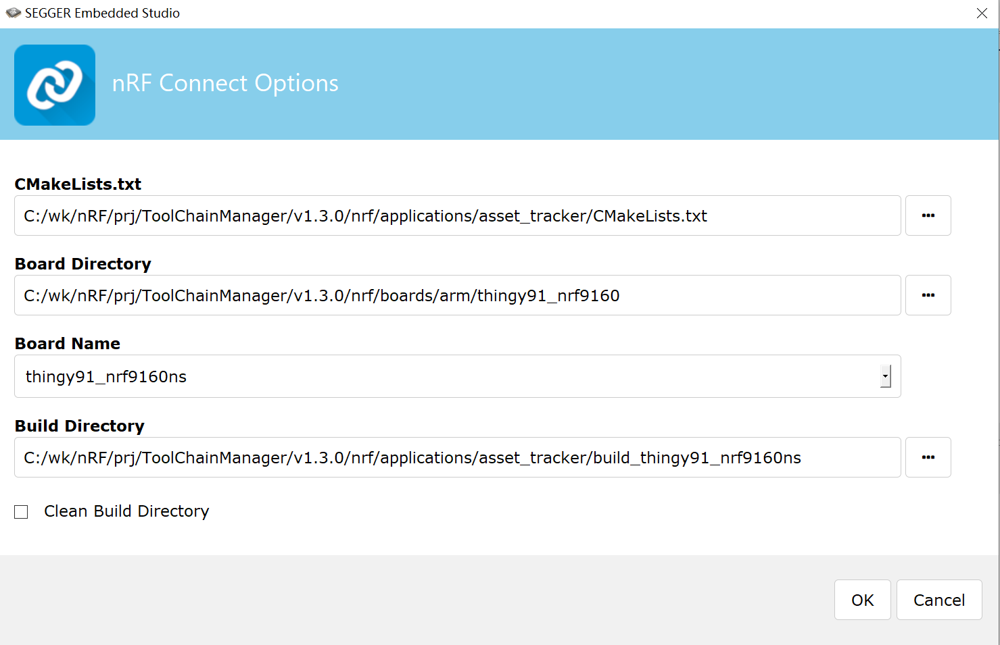 SEGGER Embedded Studio
nRF Connect Options
CMakeLists.txt
C:/wk/nRF/prj/ToolChainManager/v1.3.0/nrf/applications/asset_tracker/CMakeLists.txt
...
Board Directory
C:/wk/nRF/prj/ToolChainManager/v1.3.0/nrf/boards/arm/thingy91_nrf9160
...
Board Name
thingy91_nrf9160ns
Build Directory
C:/wk/nRF/prj/ToolChainManager/v1.3.0/nrf/applications/asset_tracker/build_thingy91_nrf9160ns
...
Clean Build Directory
OK
Cancel